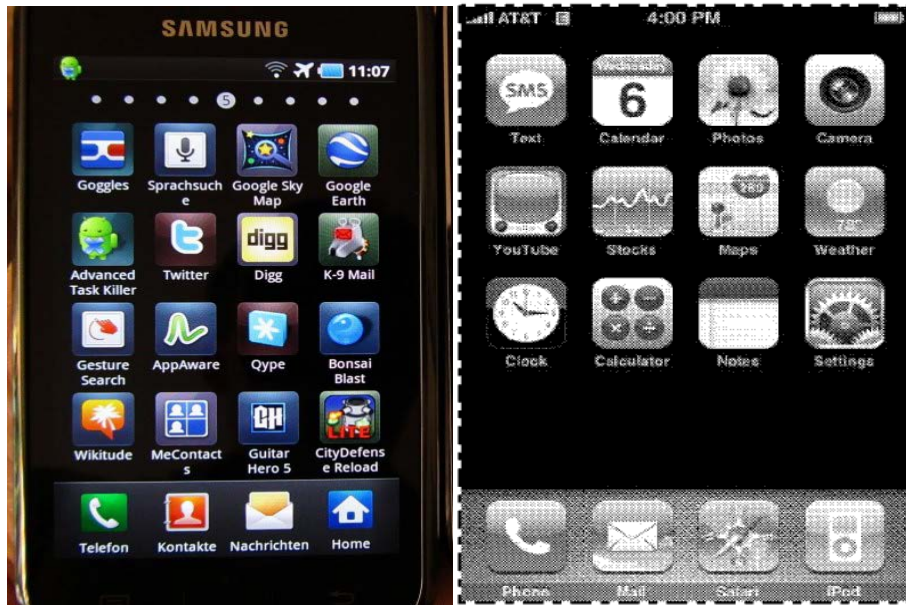 SAMSUNG
11:07
5
Goggles
Sprachsuch
e
Google Sky
Map
Google
Earth
Advanced
Task Killer
Twitter
digg
Digg
K-9 Mail
Gesture
Search
AppAware
Qype
Bonsai
Blast
Wikitude
MeContact
s
GH
Guitar
Hero 5
LITE
CityDefens
e Reload
Telefon
Kontakte
Nachrichten
Home
AT&T E 4:00 PM
SMS
Text
6
Calendar
Photos
Camera
YouTube
Stocks
280
Maps
Weather
Clock
Calculator
Notes
Settings
Phone
Mail
Safari
iPod